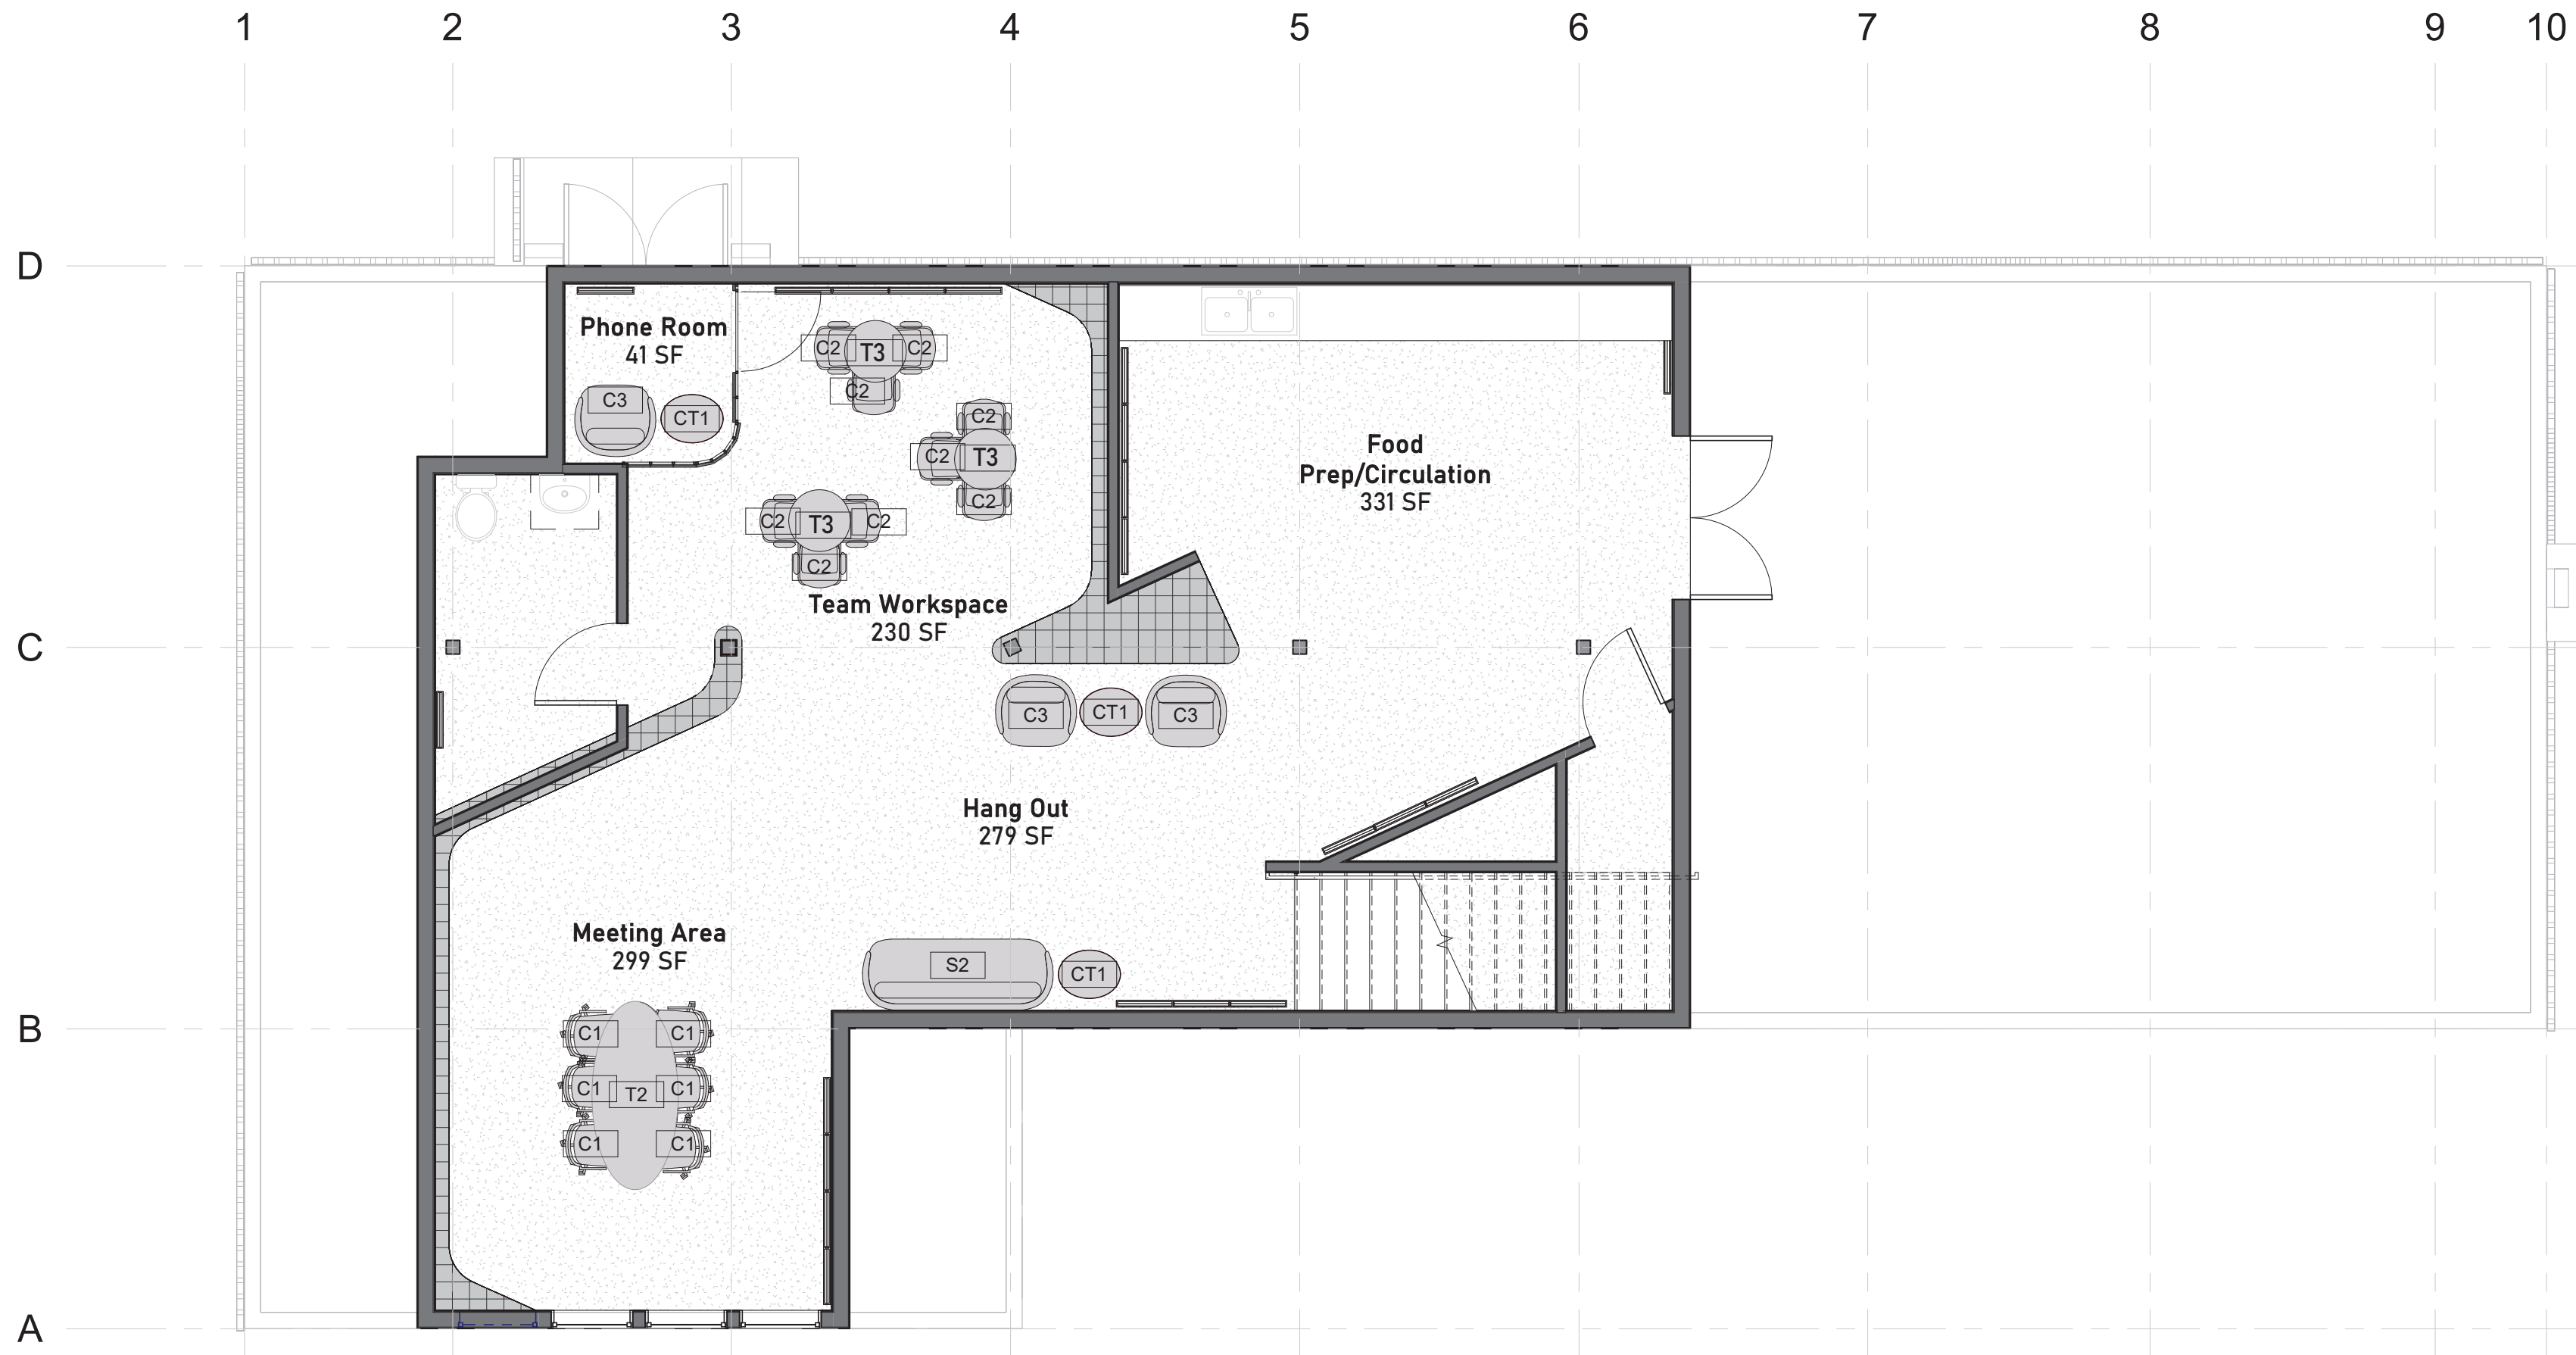 1 2 3 4 5 6 7 8 9 10
D
Phone Room
41 SF
C3
CT1
C2 T3 C2
C2
C2
C2 T3
C2
C2 T3 C2
C2
Team Workspace
230 SF
Food
Prep/Circulation
331 SF
C
C3 CT1 C3
Hang Out
279 SF
Meeting Area
299 SF
S2 CT1
B
C1 C1
C1 T2 C1
C1 C1
A